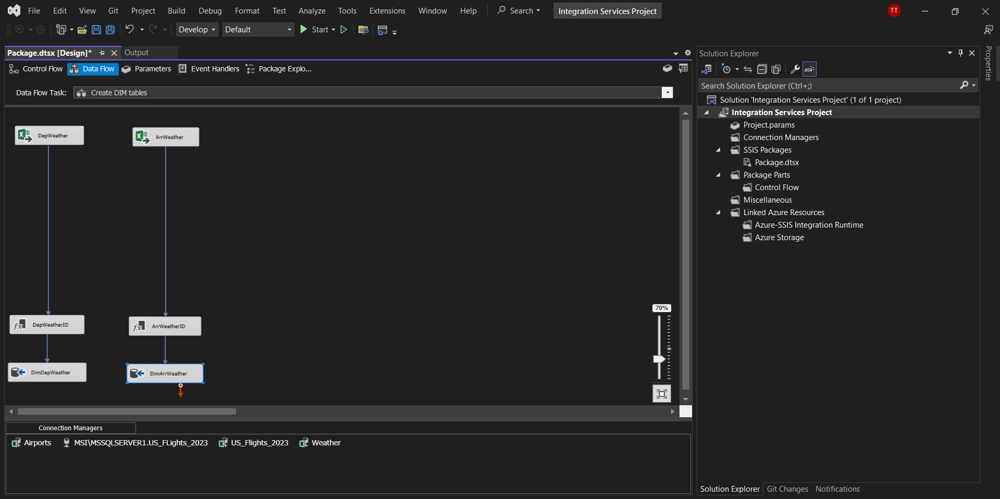 File Edit View Git Project Build Debug Format Test Analyze Tools Extensions Window Help Search Integration Services Project TT
Develop Default Start
Package.dtsx [Design]* Output
Control Flow Data Flow Parameters Event Handlers Package Explo...
Data Flow Task: Create DIM tables
DepWeather
ArrWeather
DepWeatherID
ArrWeatherID
DimDepWeather
DimArrWeather
70%
Connection Managers
Airports MSI\MSSQLSERVER1.US_FLights_2023 US_Flights_2023 Weather
Solution Explorer
Search Solution Explorer (Ctrl+;)
Solution 'Integration Services Project' (1 of 1 project)
Integration Services Project
Project.params
Connection Managers
SSIS Packages
Package.dtsx
Package Parts
Control Flow
Miscellaneous
Linked Azure Resources
Azure-SSIS Integration Runtime
Azure Storage
Solution Explorer Git Changes Notifications
Properties